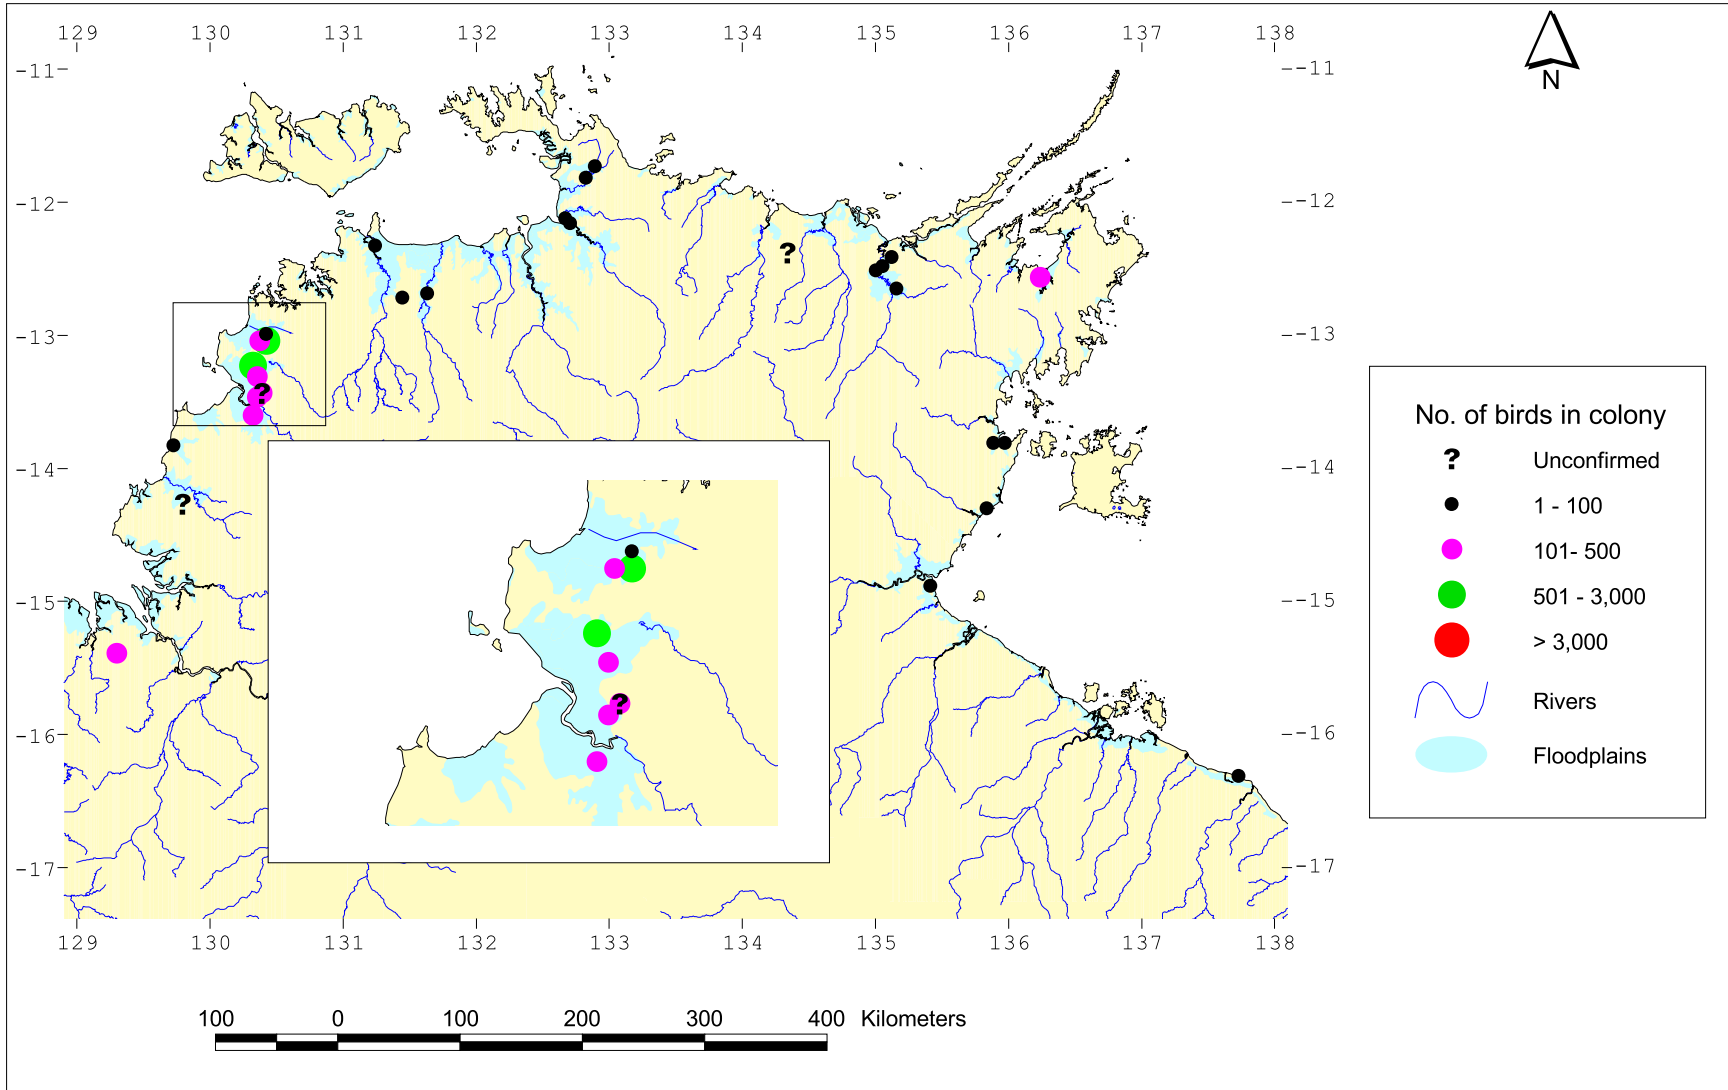 129 130 131 132 133 134 135 136 137 138
N
-11 -11
-12 -12
-13 -13
-14 -14
-15 -15
-16 -16
-17 -17
?
?
?
?
?
No. of birds in colony
? Unconfirmed
1 - 100
101- 500
501 - 3,000
> 3,000
Rivers
Floodplains
129 130 131 132 133 134 135 136 137 138
100 0 100 200 300 400 Kilometers